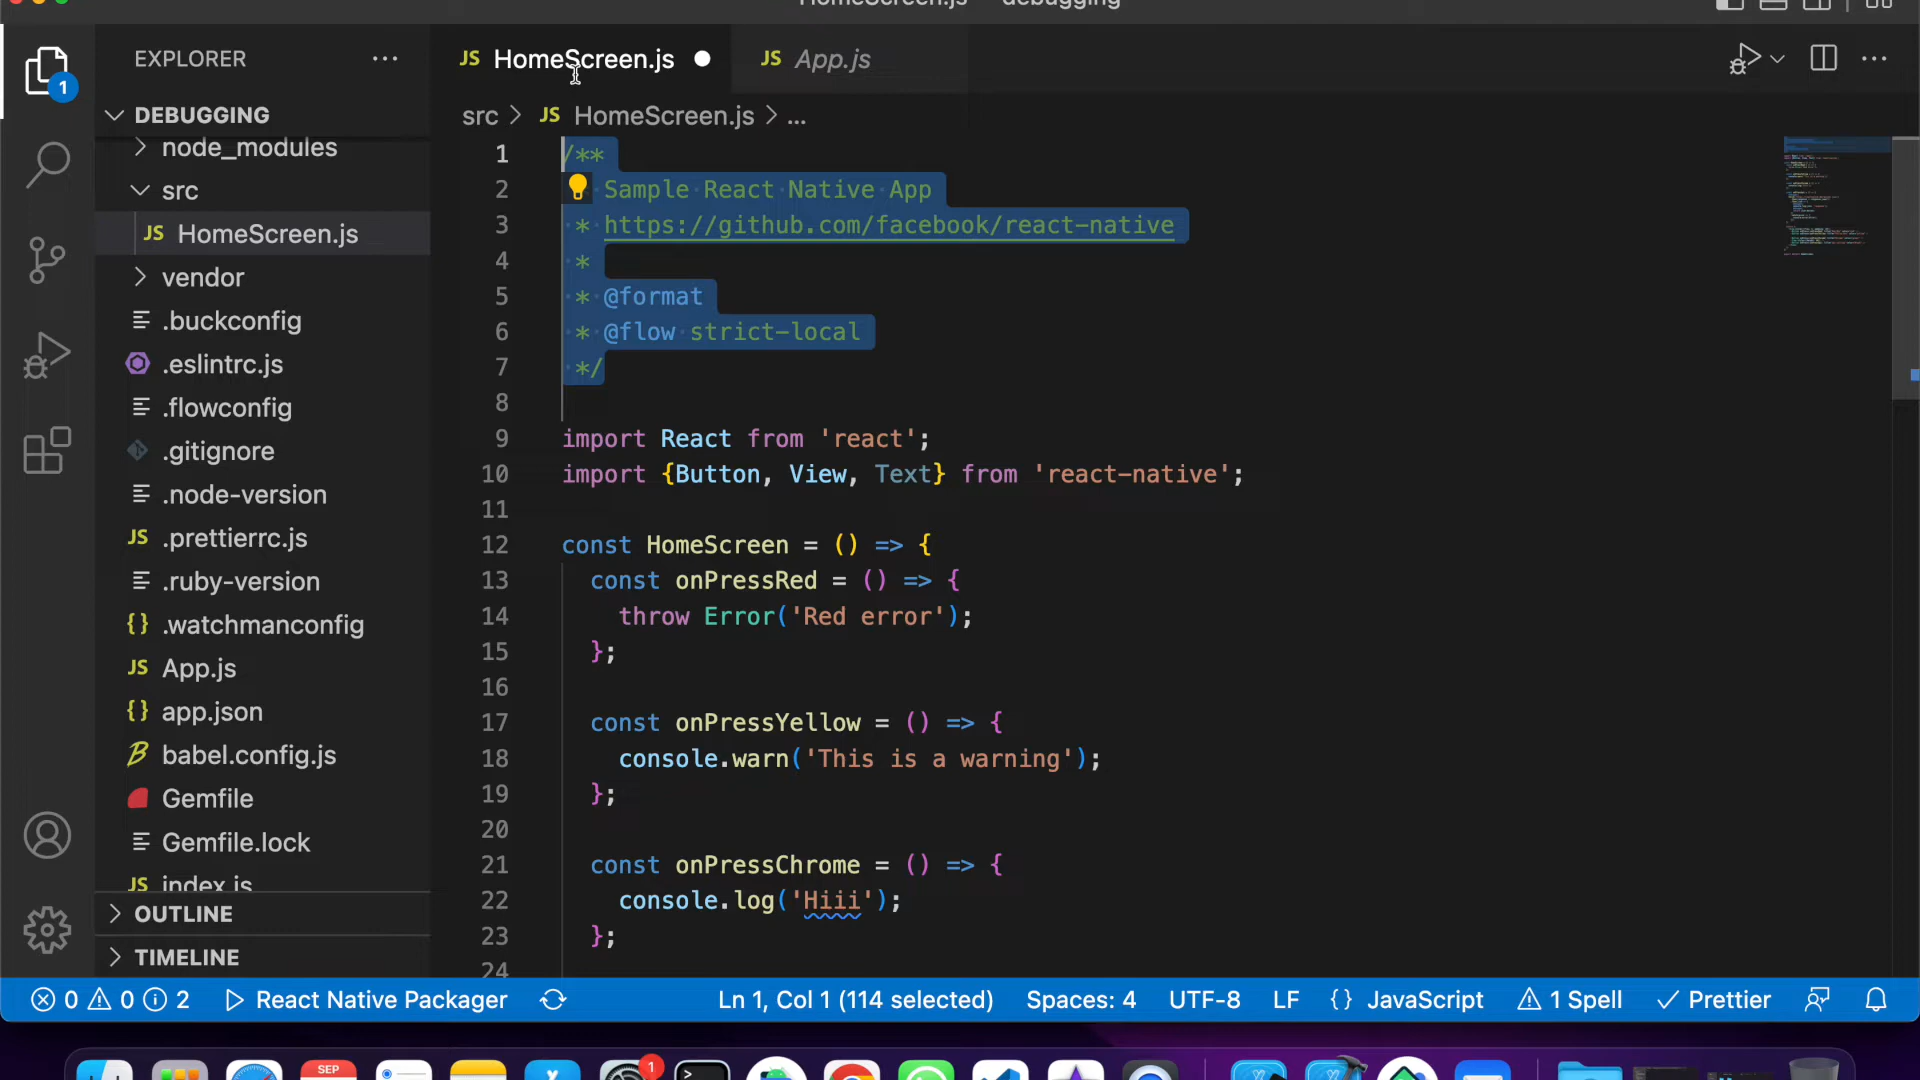 HomeScreen.js — debugging
EXPLORER
JS HomeScreen.js
JS App.js
1
DEBUGGING
src > JS HomeScreen.js > ...
node_modules
src
JS HomeScreen.js
vendor
.buckconfig
.eslintrc.js
.flowconfig
.gitignore
.node-version
JS .prettierrc.js
.ruby-version
{} .watchmanconfig
JS App.js
{} app.json
babel.config.js
Gemfile
Gemfile.lock
JS index.js
OUTLINE
TIMELINE
1 /**
2 Sample React Native App
3 * https://github.com/facebook/react-native
4 *
5 * @format
6 * @flow strict-local
7 */
8
9 import React from 'react';
10 import {Button, View, Text} from 'react-native';
11
12 const HomeScreen = () => {
13 const onPressRed = () => {
14 throw Error('Red error');
15 };
16
17 const onPressYellow = () => {
18 console.warn('This is a warning');
19 };
20
21 const onPressChrome = () => {
22 console.log('Hiii');
23 };
24
0 0 2 React Native Packager Ln 1, Col 1 (114 selected) Spaces: 4 UTF-8 LF {} JavaScript 1 Spell Prettier
SEP
1